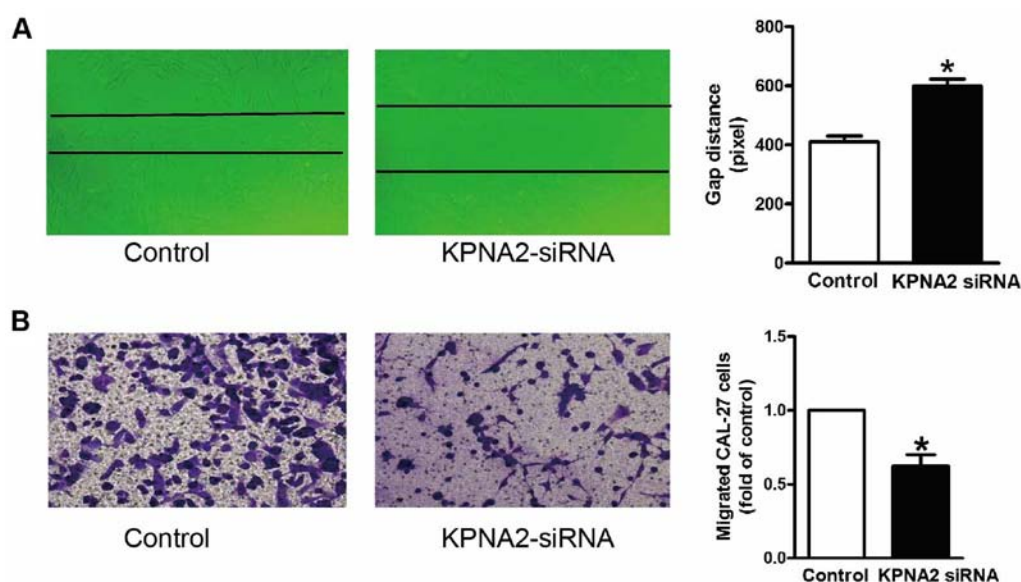 A
Control
KPNA2-siRNA
Gap distance
(pixel)
800
600
400
200
0
*
Control
KPNA2 siRNA
B
Control
KPNA2-siRNA
Migrated CAL-27 cells
(fold of control)
1.5
1.0
0.5
0.0
*
Control
KPNA2 siRNA